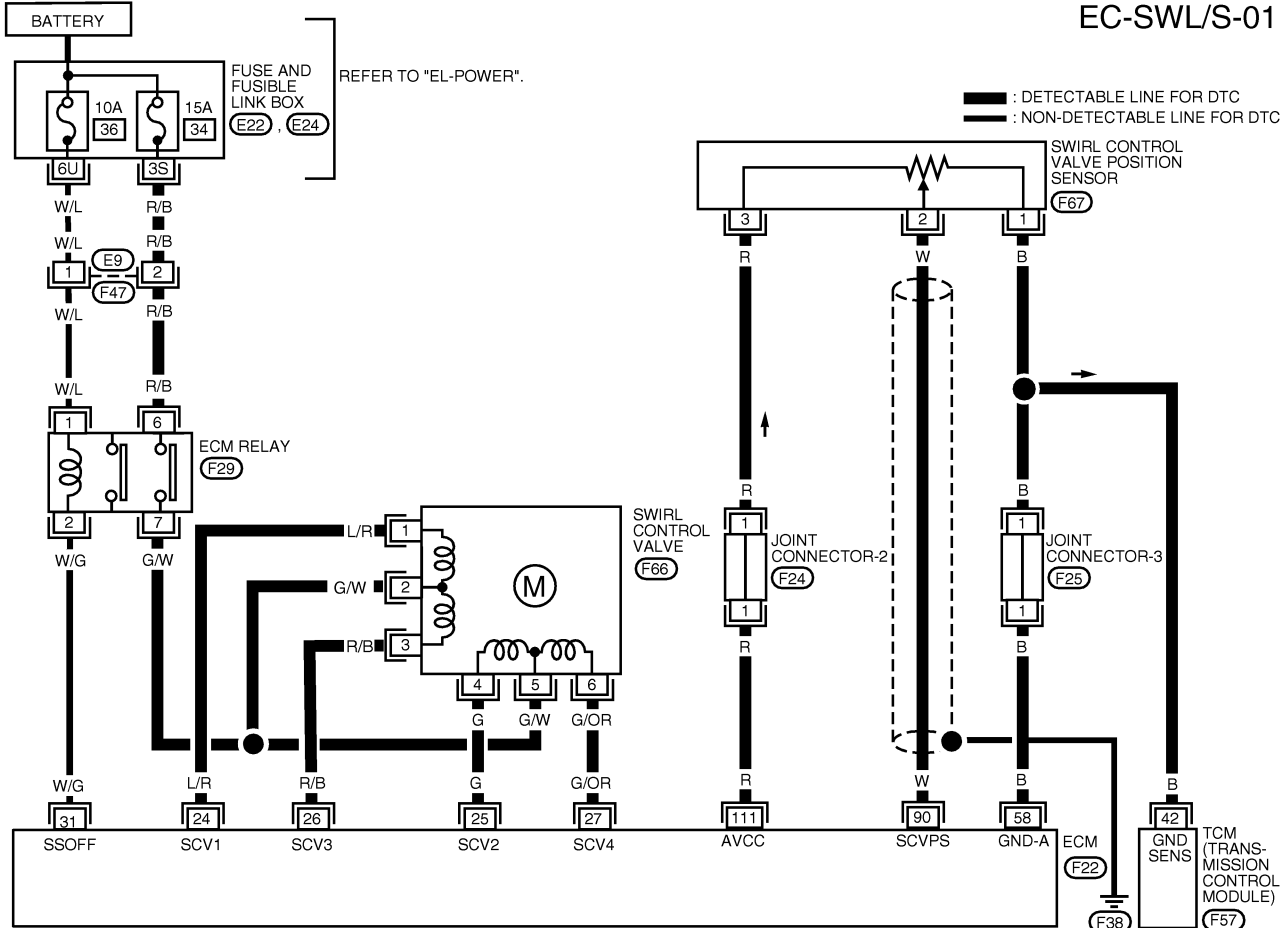 EC-SWL/S-01
BATTERY
FUSE AND
FUSIBLE
LINK BOX
E22 , E24
REFER TO "EL-POWER".
10A
36
15A
34
6U
3S
: DETECTABLE LINE FOR DTC
: NON-DETECTABLE LINE FOR DTC
SWIRL CONTROL
VALVE POSITION
SENSOR
F67
3
2
1
W/L
R/B
R
W
B
W/L
R/B
1
E9
2
F47
W/L
R/B
W/L
R/B
1
6
ECM RELAY
F29
2
7
W/G
G/W
R
B
1
1
JOINT
CONNECTOR-2
F24
JOINT
CONNECTOR-3
F25
1
1
R
B
L/R
1
G/W
2
R/B
3
M
SWIRL
CONTROL
VALVE
F66
4
5
6
G
G/W
G/OR
W/G
L/R
R/B
G
G/OR
R
W
B
B
31
24
26
25
27
111
90
58
42
SSOFF
SCV1
SCV3
SCV2
SCV4
AVCC
SCVPS
GND-A
ECM
F22
GND
SENS
TCM
(TRANS-
MISSION
CONTROL
MODULE)
F57
F38